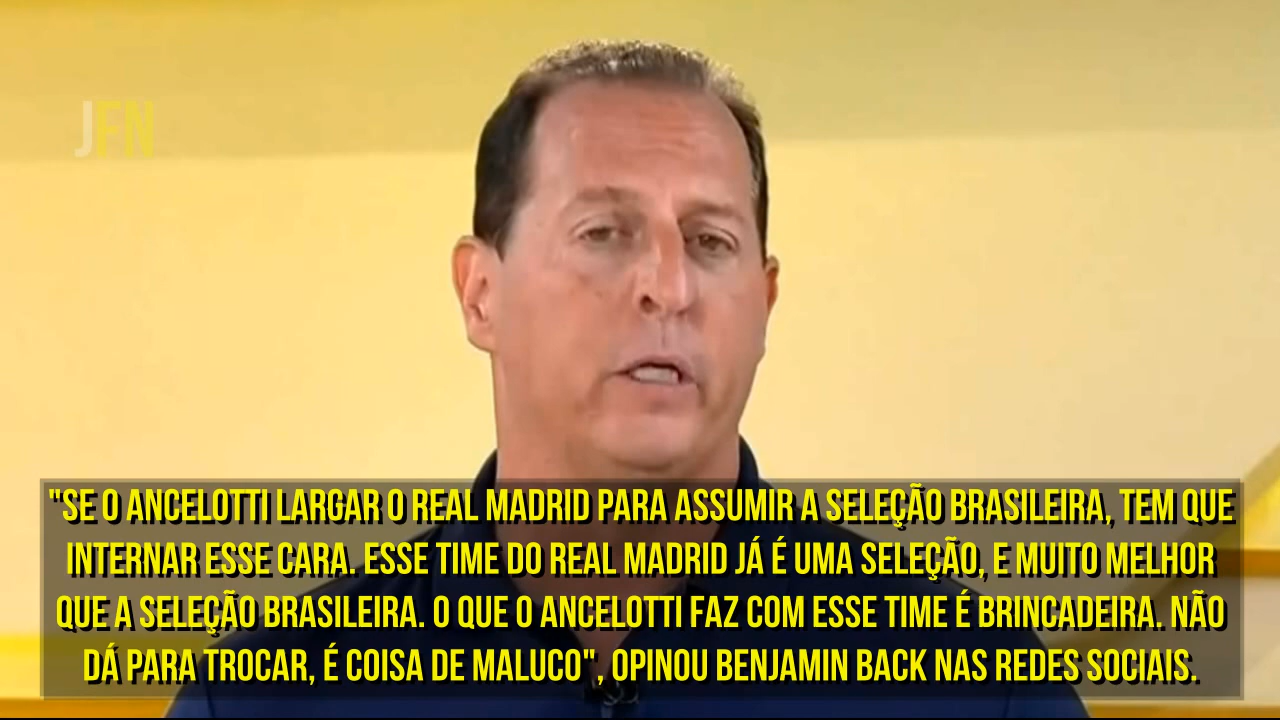 JFN
"SE O ANCELOTTI LARGAR O REAL MADRID PARA ASSUMIR A SELEÇÃO BRASILEIRA, TEM QUE
INTERNAR ESSE CARA. ESSE TIME DO REAL MADRID JÁ É UMA SELEÇÃO, E MUITO MELHOR
QUE A SELEÇÃO BRASILEIRA. O QUE O ANCELOTTI FAZ COM ESSE TIME É BRINCADEIRA. NÃO
DÁ PARA TROCAR, É COISA DE MALUCO", OPINOU BENJAMIN BACK NAS REDES SOCIAIS.